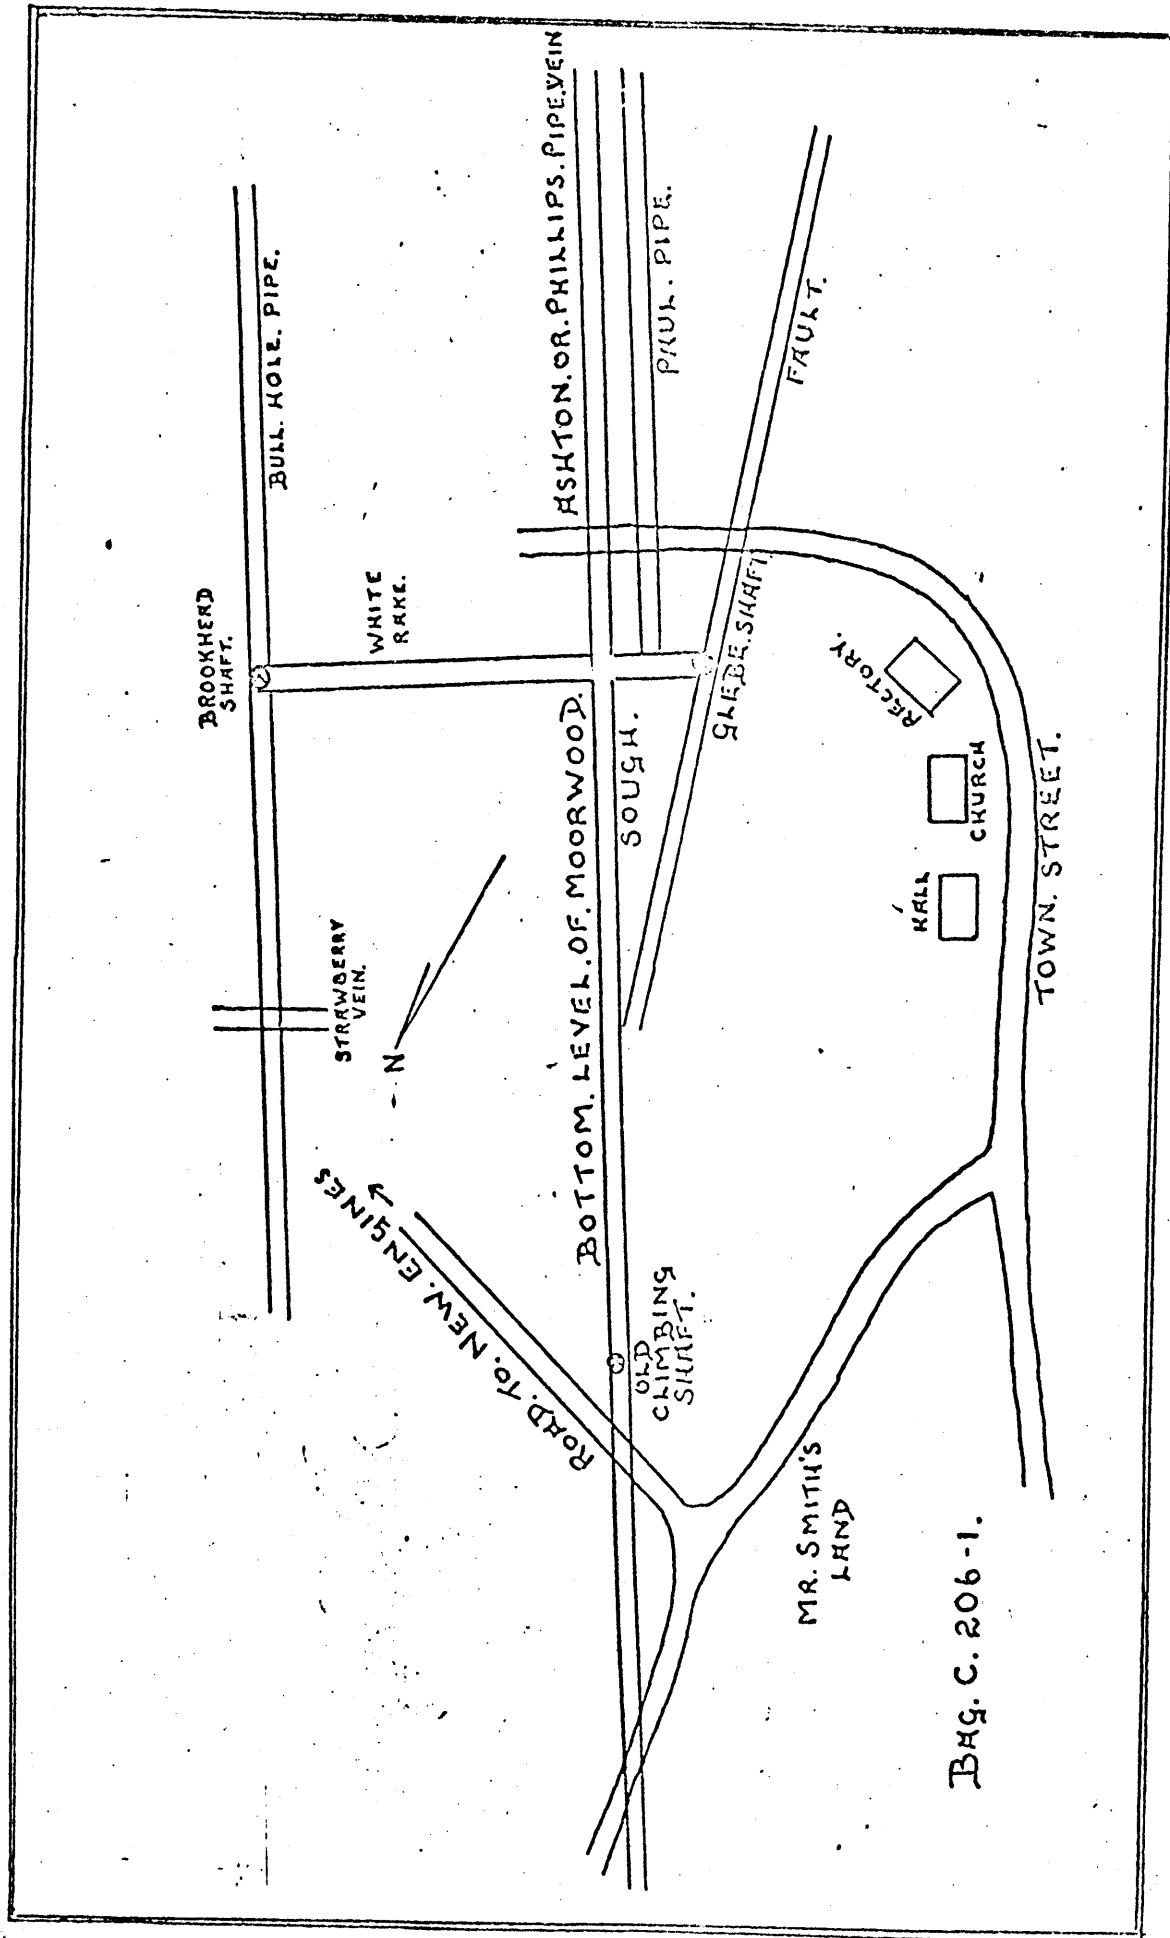 BROOKHEAD
SHAFT.
BULL. HOLE. PIPE.
STRAWBERRY
VEIN.
WHITE
RAKE.
N
ROAD. TO. NEW. ENGINES
ASHTON. OR. PHILLIPS. PIPE. VEIN
BOTTOM. LEVEL. OF. MOORWOOD.
SOUGH.
PAUL. PIPE.
OLD
CLIMBING
SHAFT.
GLEBE. SHAFT.
FAULT.
RECTORY.
HALL
CHURCH
MR. SMITH'S
LAND
TOWN. STREET.
BAG. C. 206-1.